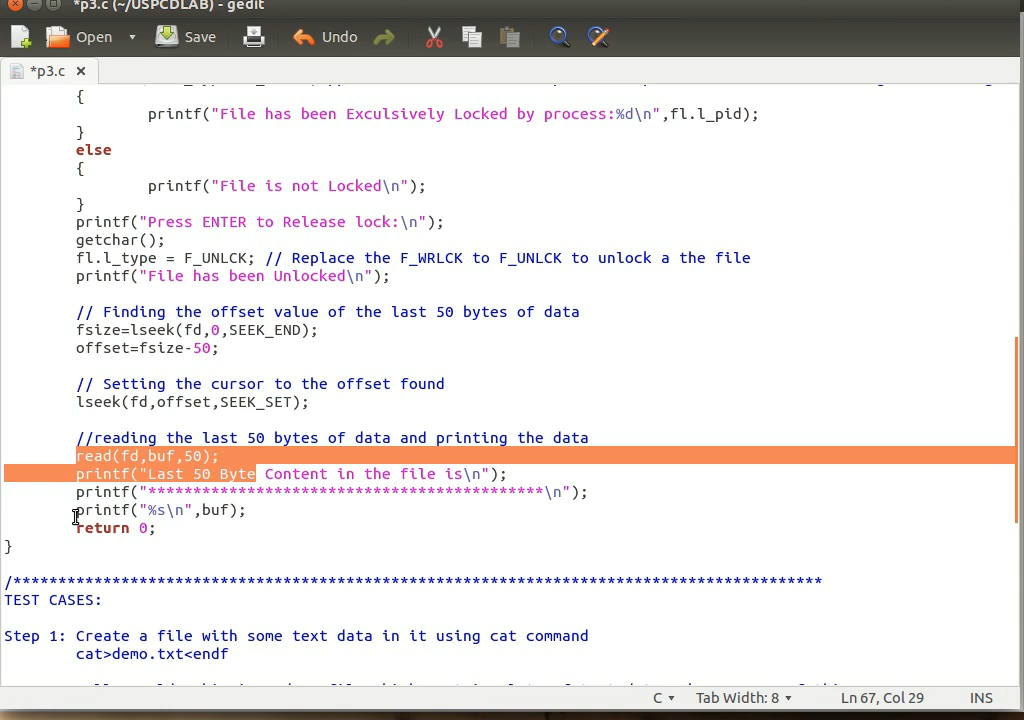 *p3.c (~/USPCDLAB) - gedit
Open Save Undo
*p3.c
{
printf("File has been Exculsively Locked by process:%d\n",fl.l_pid);
}
else
{
printf("File is not Locked\n");
}
printf("Press ENTER to Release lock:\n");
getchar();
fl.l_type = F_UNLCK; // Replace the F_WRLCK to F_UNLCK to unlock a the file
printf("File has been Unlocked\n");
// Finding the offset value of the last 50 bytes of data
fsize=lseek(fd,0,SEEK_END);
offset=fsize-50;
// Setting the cursor to the offset found
lseek(fd,offset,SEEK_SET);
//reading the last 50 bytes of data and printing the data
read(fd,buf,50);
printf("Last 50 Byte Content in the file is\n");
printf("********************************************\n");
printf("%s\n",buf);
return 0;
}
/******************************************************************************************
TEST CASES:
Step 1: Create a file with some text data in it using cat command
cat>demo.txt<endf
C Tab Width: 8 Ln 67, Col 29 INS